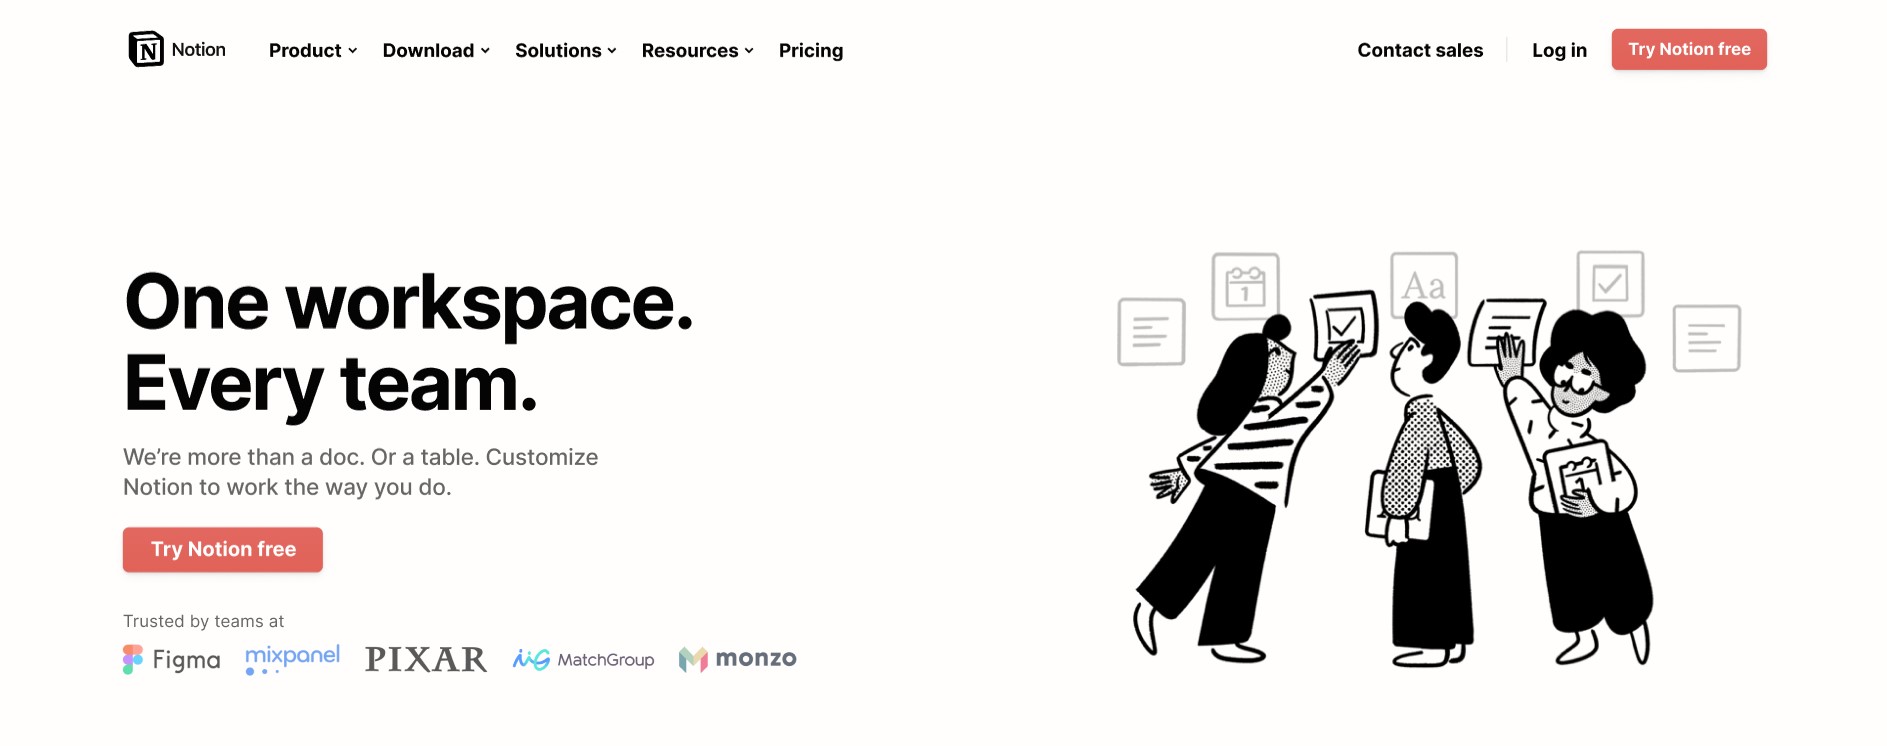 N Notion Product Download Solutions Resources Pricing Contact sales Log in Try Notion free
One workspace.
Every team.
We’re more than a doc. Or a table. Customize
Notion to work the way you do.
Try Notion free
Trusted by teams at
Figma mixpanel PIXAR MG MatchGroup monzo
1
Aa
1